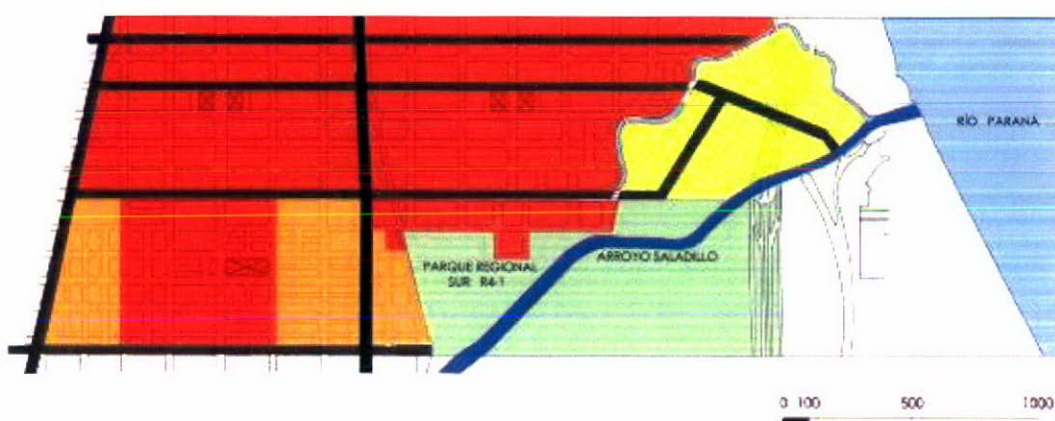 RÍO PARANÁ
ARROYO SALADILLO
PARQUE REGIONAL
SUR R4-1
0 100 500 1000